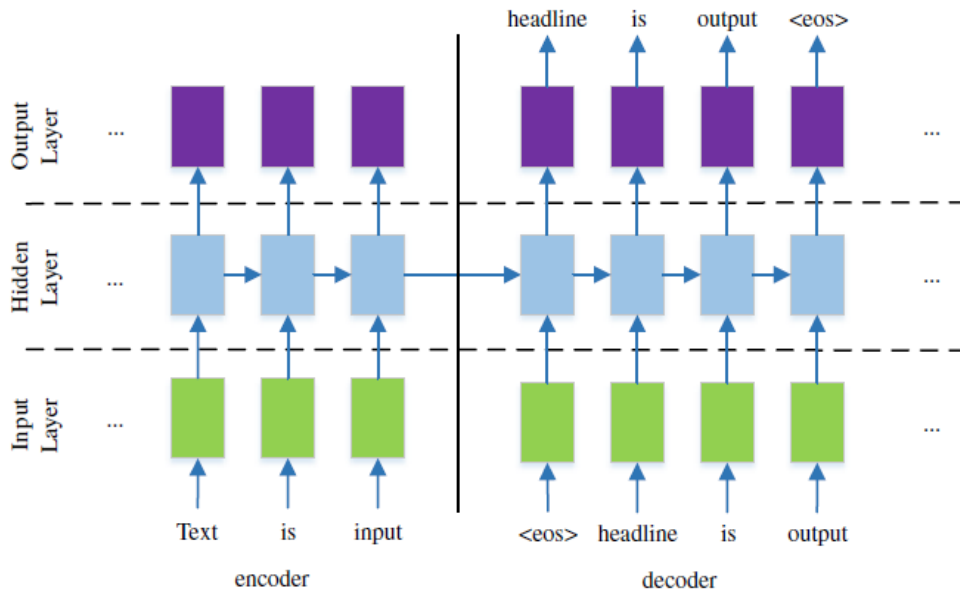 headline is output <eos>
Output
Layer
... ...
Hidden
Layer
... ...
Input
Layer
... ...
Text is input <eos> headline is output
encoder decoder